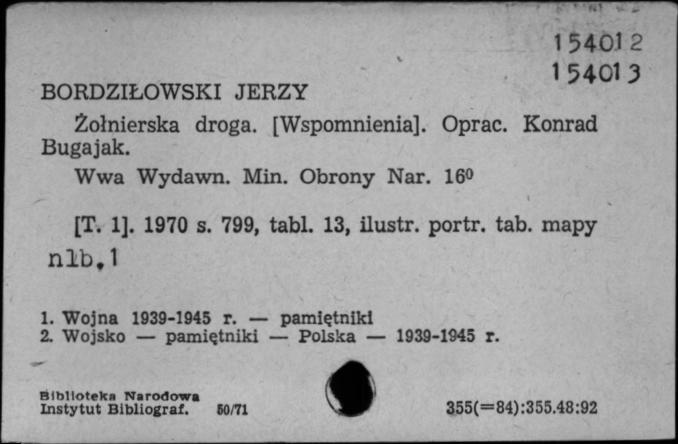 154012
154013
BORDZIŁOWSKI JERZY
Żołnierska droga. [Wspomnienia]. Oprac. Konrad
Bugajak.
Wwa Wydawn. Min. Obrony Nar. 16⁰
[T. 1]. 1970 s. 799, tabl. 13, ilustr. portr. tab. mapy
nlb.1
1. Wojna 1939-1945 r. — pamiętniki
2. Wojsko — pamiętniki — Polska — 1939-1945 r.
Biblioteka Narodowa
Instytut Bibliograf. 50/71
355(=84):355.48:92